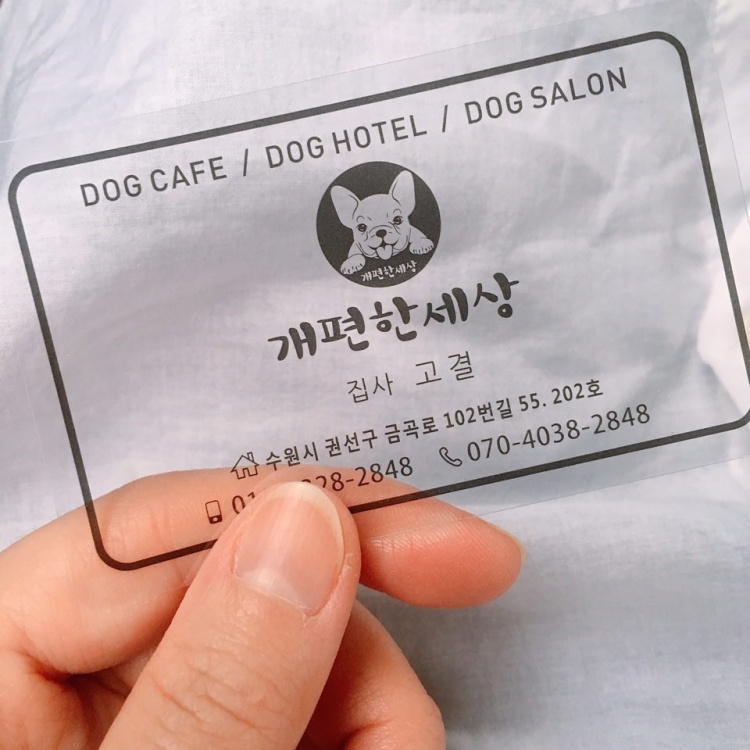 DOG CAFE / DOG HOTEL / DOG SALON
개편한세상
개편한세상
집사 고결
수원시 권선구 금곡로 102번길 55. 202호
28-2848 070-4038-2848